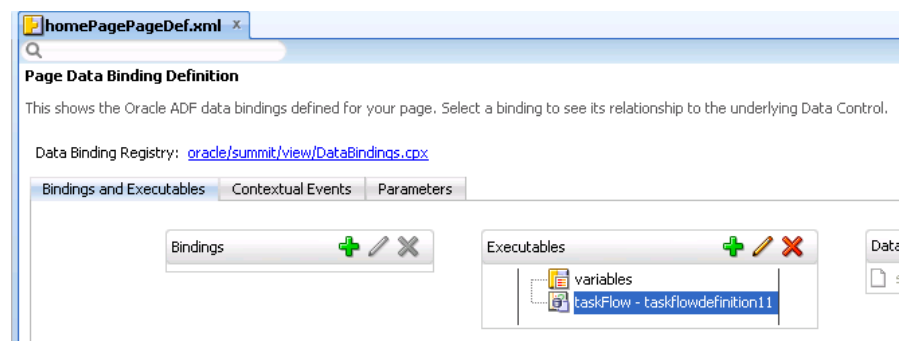 homePagePageDef.xml
Page Data Binding Definition
This shows the Oracle ADF data bindings defined for your page. Select a binding to see its relationship to the underlying Data Control.
Data Binding Registry: oracle/summit/view/DataBindings.cpx
Bindings and Executables Contextual Events Parameters
Bindings Executables Data
variables
taskFlow - taskflowdefinition11